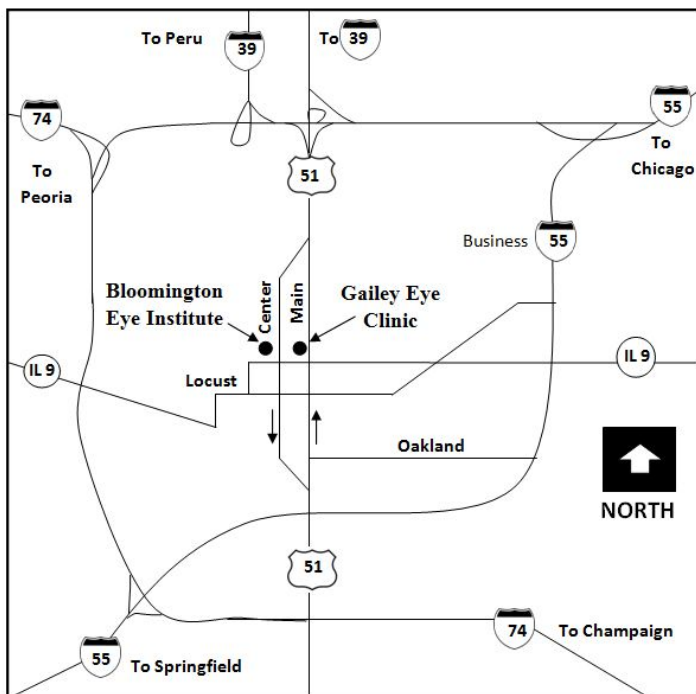 To Peru
39
To
39
74
To
Peoria
55
To
Chicago
51
Business
55
Bloomington
Eye Institute
Center
Main
Gailey Eye
Clinic
IL 9
IL 9
Locust
Oakland
NORTH
51
55
To Springfield
74
To Champaign